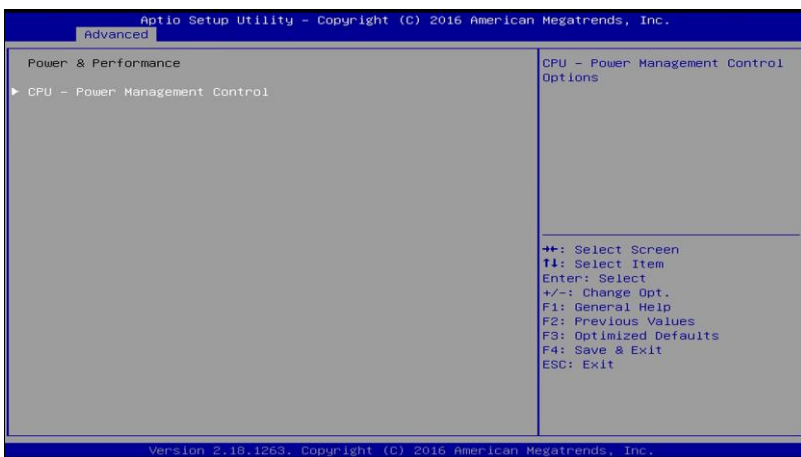 Aptio Setup Utility – Copyright (C) 2016 American Megatrends, Inc.
Advanced
Power & Performance
▶ CPU – Power Management Control
CPU – Power Management Control
Options
→←: Select Screen
↑↓: Select Item
Enter: Select
+/-: Change Opt.
F1: General Help
F2: Previous Values
F3: Optimized Defaults
F4: Save & Exit
ESC: Exit
Version 2.18.1263. Copyright (C) 2016 American Megatrends, Inc.